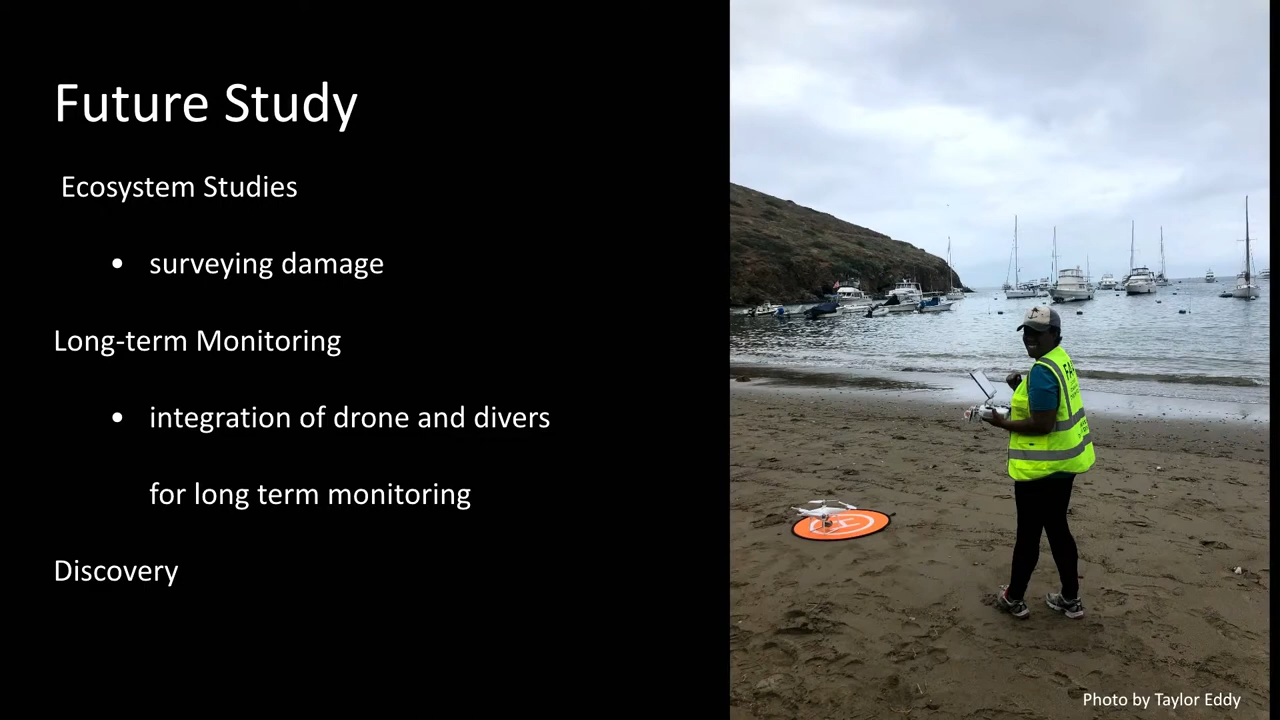 Future Study
Ecosystem Studies
• surveying damage
Long-term Monitoring
• integration of drone and divers
for long term monitoring
Discovery
H
Photo by Taylor Eddy